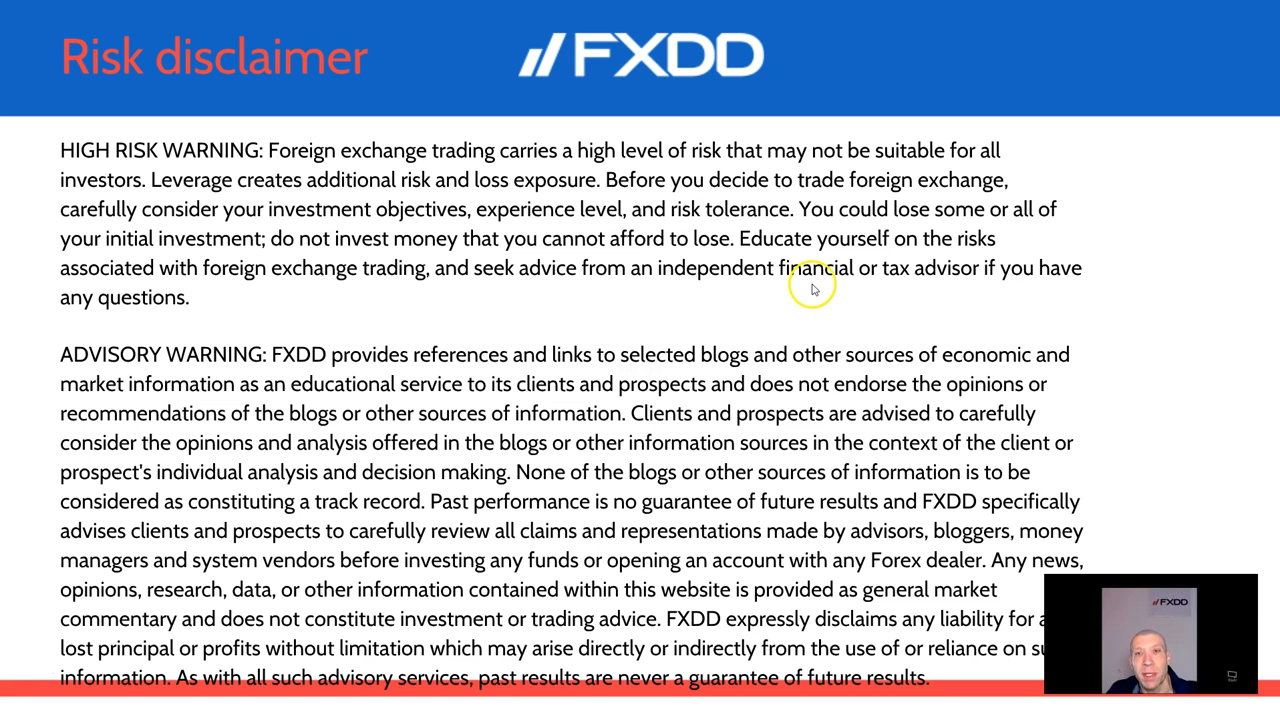 Risk disclaimer
FXDD
HIGH RISK WARNING: Foreign exchange trading carries a high level of risk that may not be suitable for all
investors. Leverage creates additional risk and loss exposure. Before you decide to trade foreign exchange,
carefully consider your investment objectives, experience level, and risk tolerance. You could lose some or all of
your initial investment; do not invest money that you cannot afford to lose. Educate yourself on the risks
associated with foreign exchange trading, and seek advice from an independent financial or tax advisor if you have
any questions.
ADVISORY WARNING: FXDD provides references and links to selected blogs and other sources of economic and
market information as an educational service to its clients and prospects and does not endorse the opinions or
recommendations of the blogs or other sources of information. Clients and prospects are advised to carefully
consider the opinions and analysis offered in the blogs or other information sources in the context of the client or
prospect's individual analysis and decision making. None of the blogs or other sources of information is to be
considered as constituting a track record. Past performance is no guarantee of future results and FXDD specifically
advises clients and prospects to carefully review all claims and representations made by advisors, bloggers, money
managers and system vendors before investing any funds or opening an account with any Forex dealer. Any news,
opinions, research, data, or other information contained within this website is provided as general market
commentary and does not constitute investment or trading advice. FXDD expressly disclaims any liability for
lost principal or profits without limitation which may arise directly or indirectly from the use of or reliance on
information. As with all such advisory services, past results are never a guarantee of future results.
FXDD